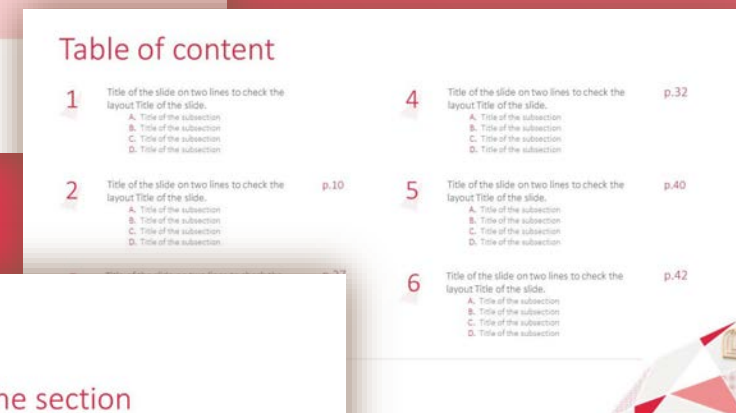 Table of content
1
Title of the slide on two lines to check the
layout Title of the slide.
A. Title of the subsection
B. Title of the subsection
C. Title of the subsection
D. Title of the subsection
2
Title of the slide on two lines to check the
p.10
layout Title of the slide.
A. Title of the subsection
B. Title of the subsection
C. Title of the subsection
D. Title of the subsection
4
Title of the slide on two lines to check the
p.32
layout Title of the slide.
A. Title of the subsection
B. Title of the subsection
C. Title of the subsection
D. Title of the subsection
5
Title of the slide on two lines to check the
p.40
layout Title of the slide.
A. Title of the subsection
B. Title of the subsection
C. Title of the subsection
D. Title of the subsection
6
Title of the slide on two lines to check the
p.42
layout Title of the slide.
A. Title of the subsection
B. Title of the subsection
C. Title of the subsection
D. Title of the subsection
section